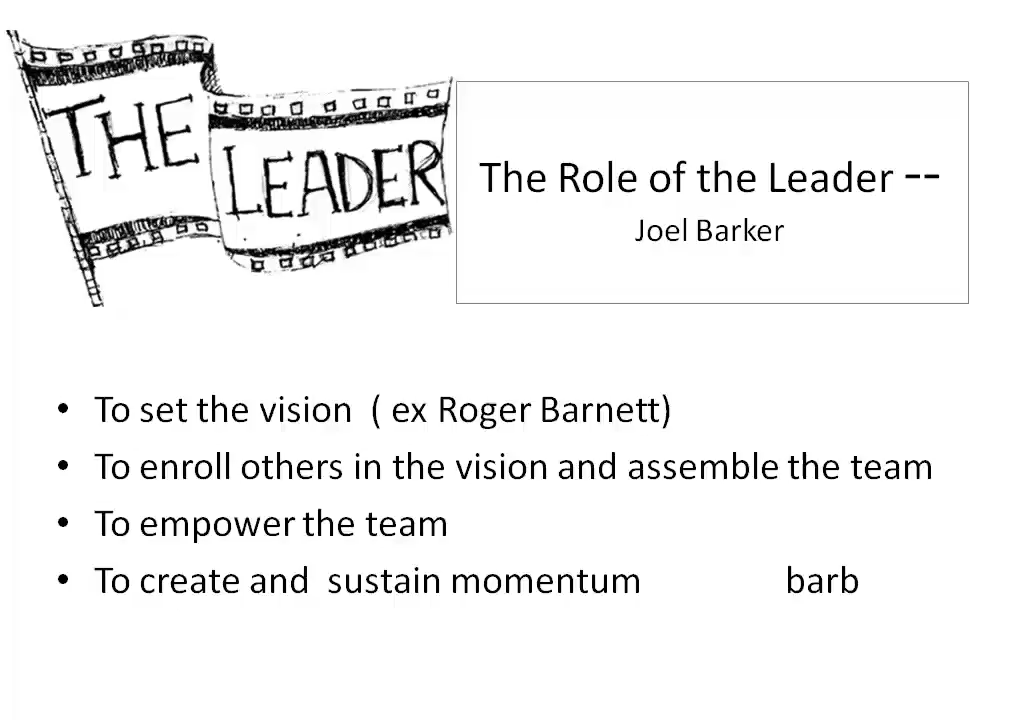 THE
LEADER
The Role of the Leader --
Joel Barker
• To set the vision  ( ex Roger Barnett)
• To enroll others in the vision and assemble the team
• To empower the team
• To create and  sustain momentum barb